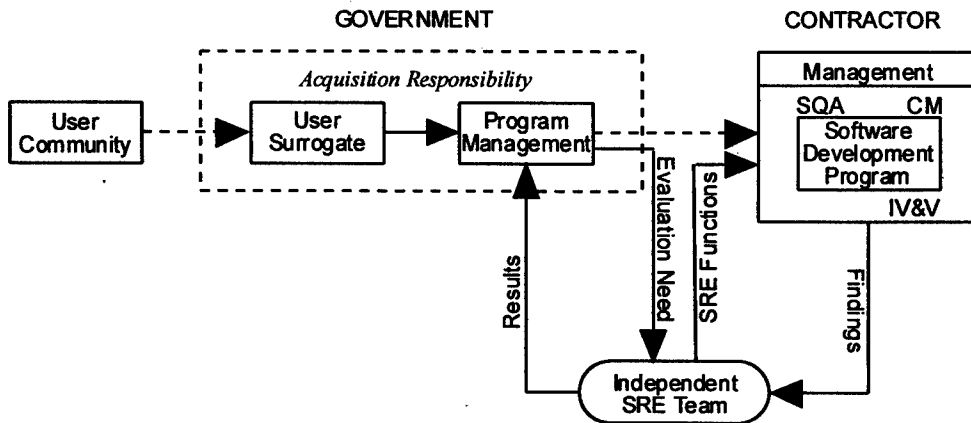 GOVERNMENT
CONTRACTOR
Acquisition Responsibility
User
Community
User
Surrogate
Program
Management
Management
SQA
CM
Software
Development
Program
IV&V
Results
Evaluation Need
SRE Functions
Findings
Independent
SRE Team